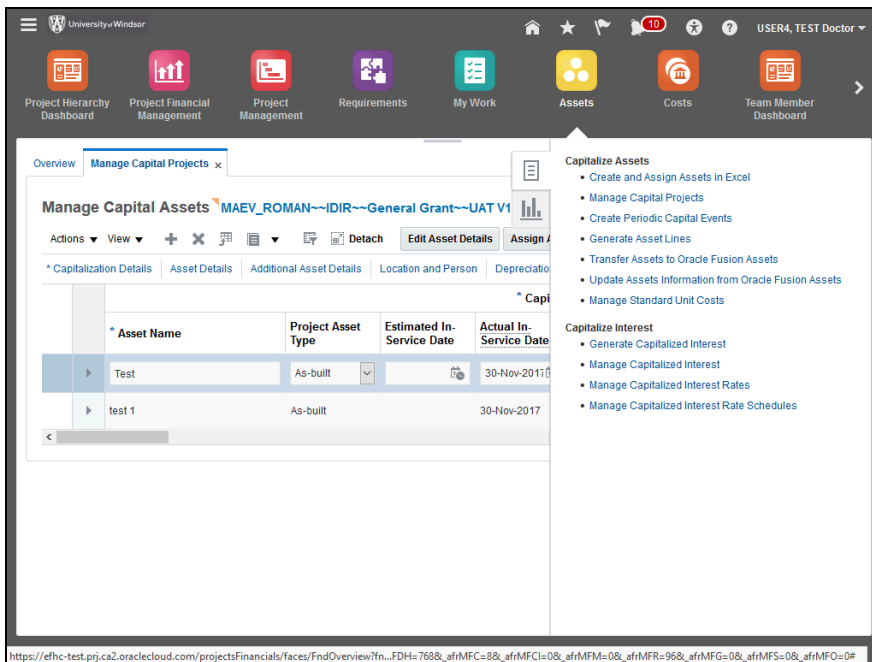 University of Windsor
10
USER4, TEST Doctor
Project Hierarchy Dashboard
Project Financial Management
Project Management
Requirements
My Work
Assets
Costs
Team Member Dashboard
Overview
Manage Capital Projects x
Manage Capital Assets MAEV_ROMAN~~IDIR~~General Grant~~UAT V1
Actions View Detach Edit Asset Details Assign
* Capitalization Details Asset Details Additional Asset Details Location and Person Depreciatio
* Capi
* Asset Name
Project Asset Type
Estimated In-Service Date
Actual In-Service Date
Test As-built 30-Nov-2017
test 1 As-built 30-Nov-2017
Capitalize Assets
• Create and Assign Assets in Excel
• Manage Capital Projects
• Create Periodic Capital Events
• Generate Asset Lines
• Transfer Assets to Oracle Fusion Assets
• Update Assets Information from Oracle Fusion Assets
• Manage Standard Unit Costs
Capitalize Interest
• Generate Capitalized Interest
• Manage Capitalized Interest
• Manage Capitalized Interest Rates
• Manage Capitalized Interest Rate Schedules
https://efhc-test.prj.ca2.oraclecloud.com/projectsFinancials/faces/FndOverview?fn...FDH=768&_afrMFC=8&_afrMFCI=0&_afrMFM=0&_afrMFR=96&_afrMFG=0&_afrMFS=0&_afrMFO=0#